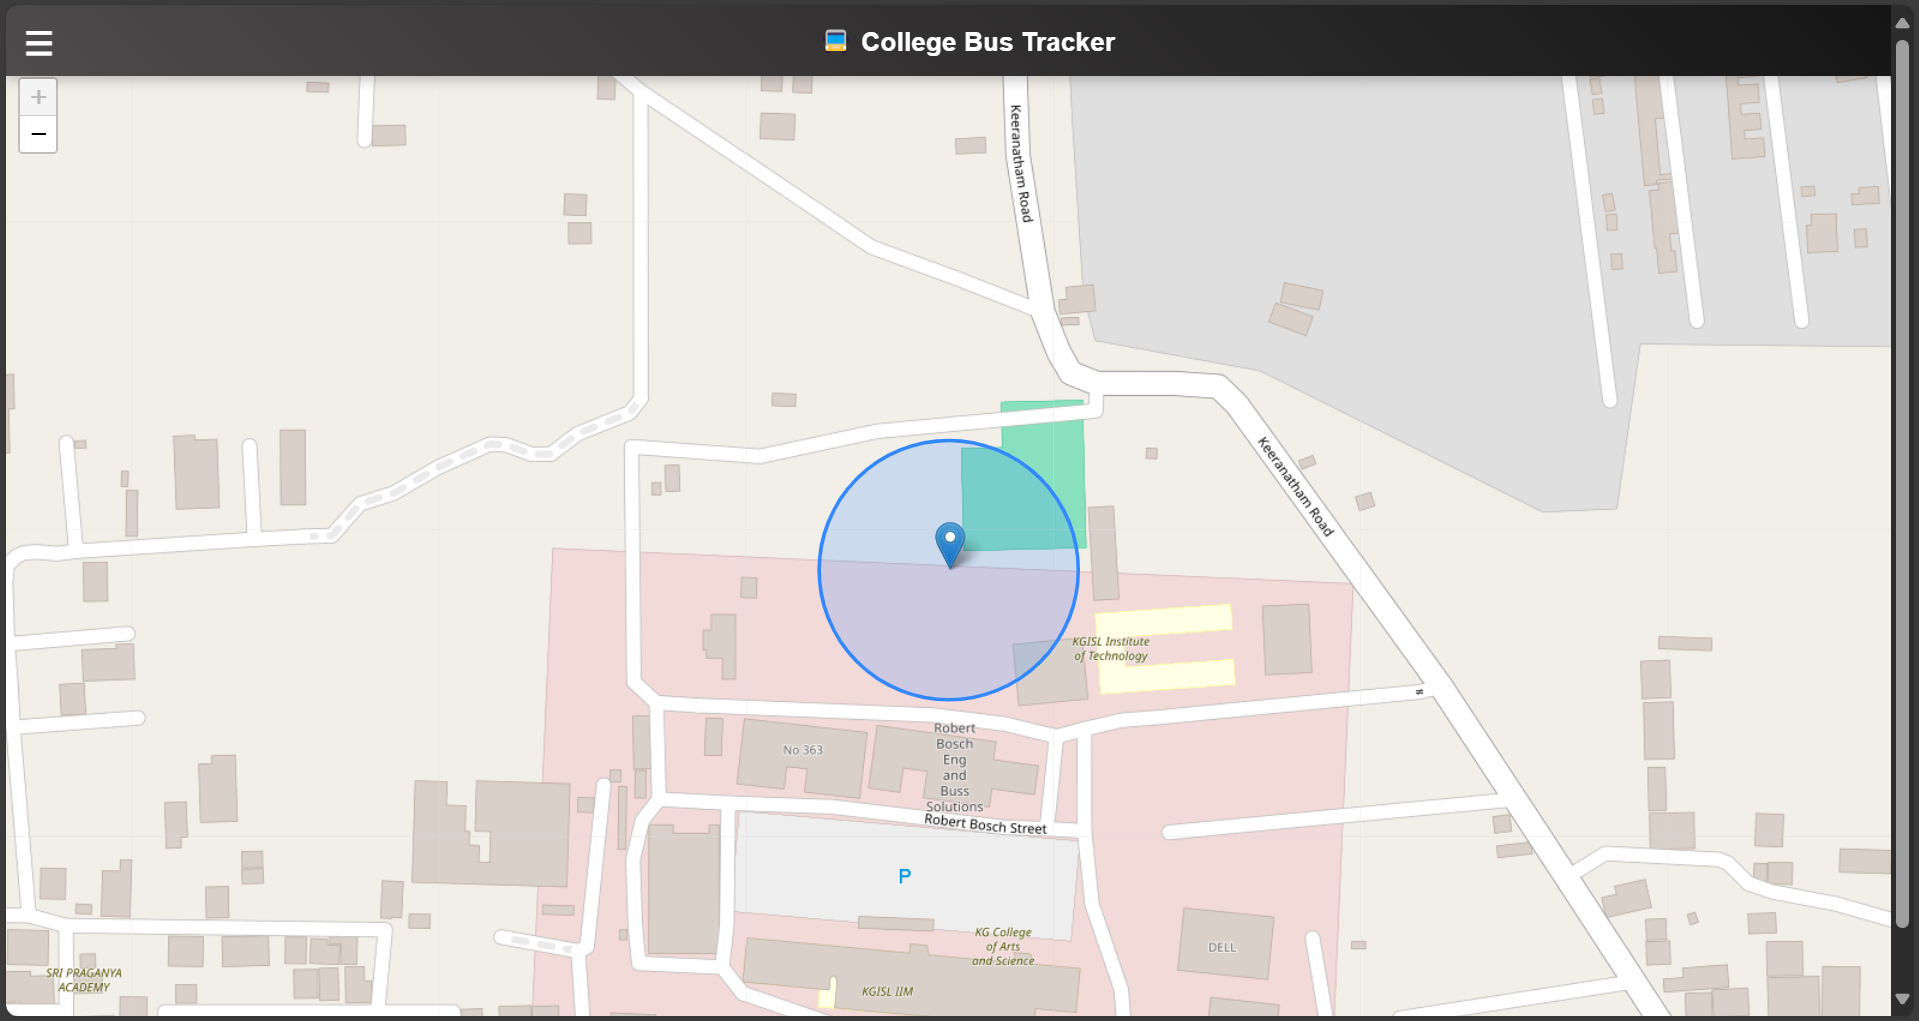 College Bus Tracker
+
−
Keeranatham Road
Keeranatham Road
KGISL Institute
of Technology
No 363
Robert
Bosch
Eng
and
Buss
Solutions
Robert Bosch Street
P
KG College
of Arts
and Science
DELL
SRI PRAGANYA
ACADEMY
KGISL IIM